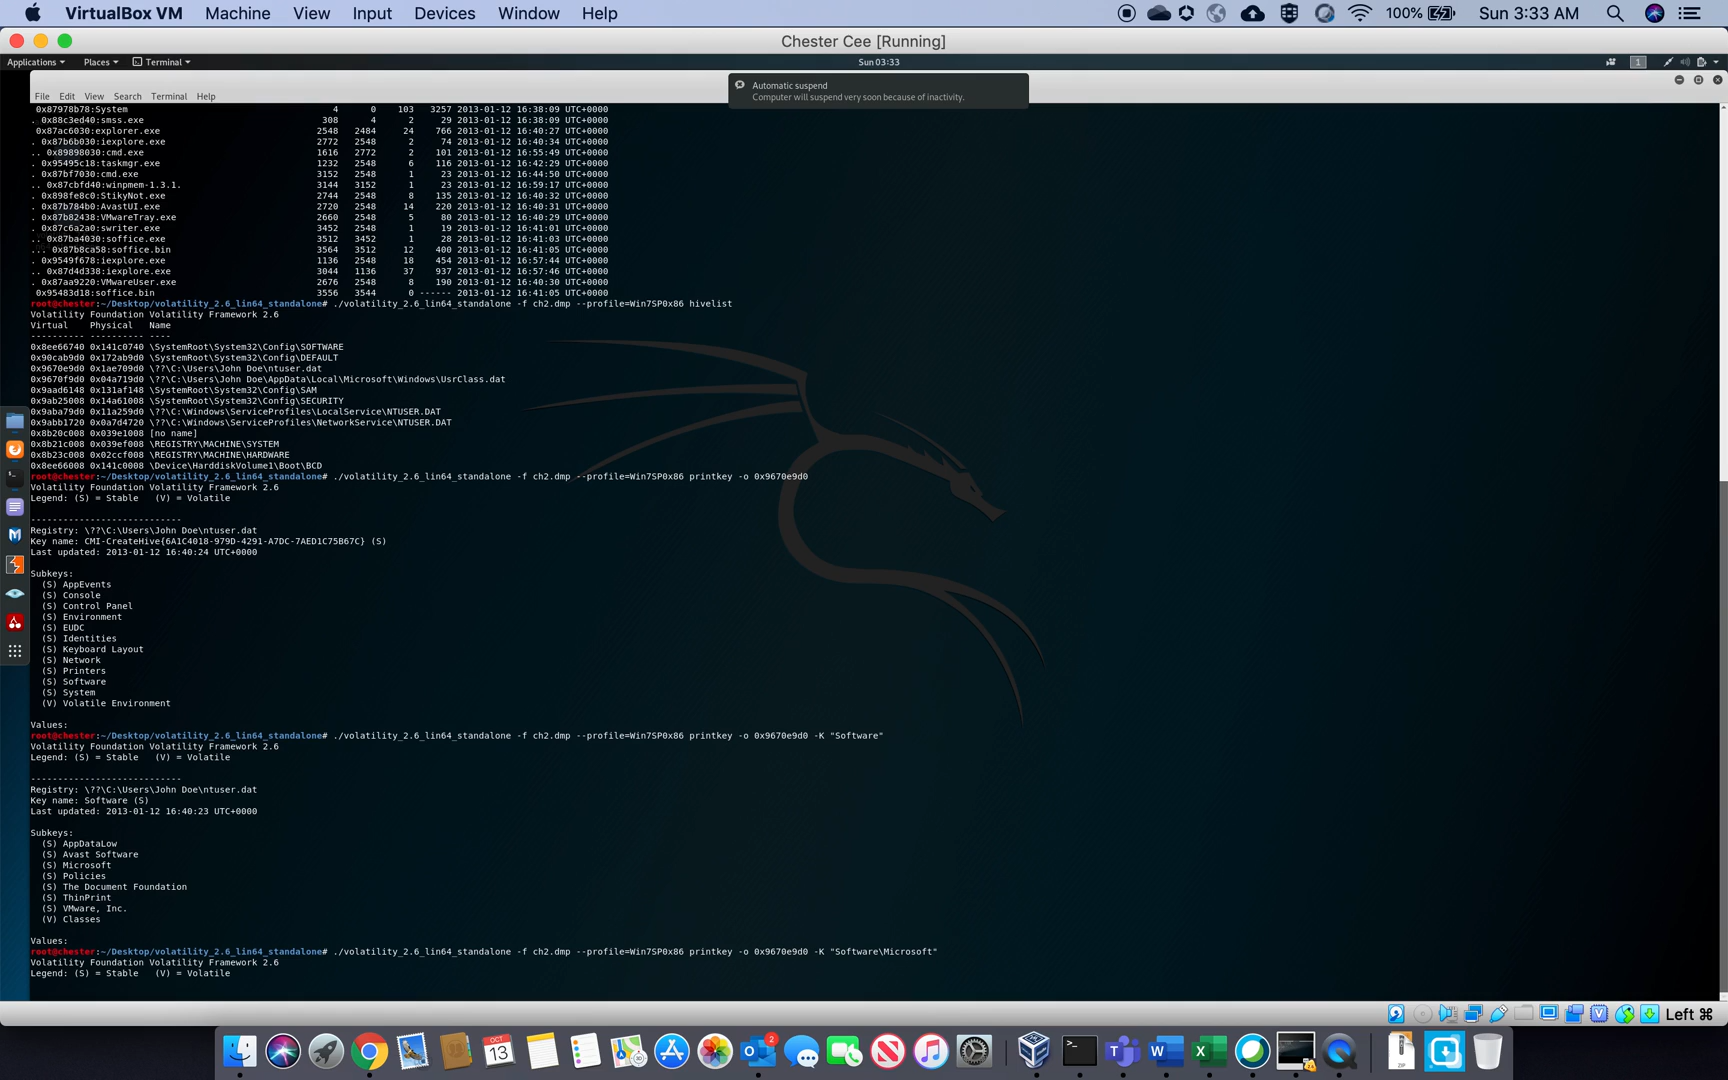 VirtualBox VM Machine View Input Devices Window Help 100% Sun 3:33 AM
Chester Cee [Running]
Applications Places Terminal Sun 03:33 1
Automatic suspend
Computer will suspend very soon because of inactivity.
File Edit View Search Terminal Help
0x87978b78:System 4 0 103 3257 2013-01-12 16:38:09 UTC+0000
. 0x88c3ed40:smss.exe 308 4 2 29 2013-01-12 16:38:09 UTC+0000
0x87ac6030:explorer.exe 2548 2484 24 766 2013-01-12 16:40:27 UTC+0000
. 0x87b6b030:iexplore.exe 2772 2548 2 74 2013-01-12 16:40:34 UTC+0000
.. 0x89898030:cmd.exe 1616 2772 2 101 2013-01-12 16:55:49 UTC+0000
. 0x95495c18:taskmgr.exe 1232 2548 6 116 2013-01-12 16:42:29 UTC+0000
. 0x87bf7030:cmd.exe 3152 2548 1 23 2013-01-12 16:44:50 UTC+0000
.. 0x87cbfd40:winpmem-1.3.1. 3144 3152 1 23 2013-01-12 16:59:17 UTC+0000
. 0x898fe8c0:StikyNot.exe 2744 2548 8 135 2013-01-12 16:40:32 UTC+0000
. 0x87b784b0:AvastUI.exe 2720 2548 14 220 2013-01-12 16:40:31 UTC+0000
. 0x87b82438:VMwareTray.exe 2660 2548 5 80 2013-01-12 16:40:29 UTC+0000
. 0x87c6a2a0:swriter.exe 3452 2548 1 19 2013-01-12 16:41:01 UTC+0000
.. 0x87ba4030:soffice.exe 3512 3452 1 28 2013-01-12 16:41:03 UTC+0000
... 0x87b8ca58:soffice.bin 3564 3512 12 400 2013-01-12 16:41:05 UTC+0000
. 0x9549f678:iexplore.exe 1136 2548 18 454 2013-01-12 16:57:44 UTC+0000
.. 0x87d4d338:iexplore.exe 3044 1136 37 937 2013-01-12 16:57:46 UTC+0000
. 0x87aa9220:VMwareUser.exe 2676 2548 8 190 2013-01-12 16:40:30 UTC+0000
0x95483d18:soffice.bin 3556 3544 0 ------ 2013-01-12 16:41:05 UTC+0000
root@chester:~/Desktop/volatility_2.6_lin64_standalone# ./volatility_2.6_lin64_standalone -f ch2.dmp --profile=Win7SP0x86 hivelist
Volatility Foundation Volatility Framework 2.6
Virtual Physical Name
---------- ---------- ----
0x8ee66740 0x141c0740 \SystemRoot\System32\Config\SOFTWARE
0x90cab9d0 0x172ab9d0 \SystemRoot\System32\Config\DEFAULT
0x9670e9d0 0x1ae709d0 \??\C:\Users\John Doe\ntuser.dat
0x9670f9d0 0x04a719d0 \??\C:\Users\John Doe\AppData\Local\Microsoft\Windows\UsrClass.dat
0x9aad6148 0x131af148 \SystemRoot\System32\Config\SAM
0x9ab25008 0x14a61008 \SystemRoot\System32\Config\SECURITY
0x9aba79d0 0x11a259d0 \??\C:\Windows\ServiceProfiles\LocalService\NTUSER.DAT
0x9abb1720 0x0a7d4720 \??\C:\Windows\ServiceProfiles\NetworkService\NTUSER.DAT
0x8b20c008 0x039e1008 [no name]
0x8b21c008 0x039ef008 \REGISTRY\MACHINE\SYSTEM
0x8b23c008 0x02ccf008 \REGISTRY\MACHINE\HARDWARE
0x8ee66008 0x141c0008 \Device\HarddiskVolume1\Boot\BCD
root@chester:~/Desktop/volatility_2.6_lin64_standalone# ./volatility_2.6_lin64_standalone -f ch2.dmp --profile=Win7SP0x86 printkey -o 0x9670e9d0
Volatility Foundation Volatility Framework 2.6
Legend: (S) = Stable (V) = Volatile
----------------------------
Registry: \??\C:\Users\John Doe\ntuser.dat
Key name: CMI-CreateHive{6A1C4018-979D-4291-A7DC-7AED1C75B67C} (S)
Last updated: 2013-01-12 16:40:24 UTC+0000
Subkeys:
(S) AppEvents
(S) Console
(S) Control Panel
(S) Environment
(S) EUDC
(S) Identities
(S) Keyboard Layout
(S) Network
(S) Printers
(S) Software
(S) System
(V) Volatile Environment
Values:
root@chester:~/Desktop/volatility_2.6_lin64_standalone# ./volatility_2.6_lin64_standalone -f ch2.dmp --profile=Win7SP0x86 printkey -o 0x9670e9d0 -K "Software"
Volatility Foundation Volatility Framework 2.6
Legend: (S) = Stable (V) = Volatile
----------------------------
Registry: \??\C:\Users\John Doe\ntuser.dat
Key name: Software (S)
Last updated: 2013-01-12 16:40:23 UTC+0000
Subkeys:
(S) AppDataLow
(S) Avast Software
(S) Microsoft
(S) Policies
(S) The Document Foundation
(S) ThinPrint
(S) VMware, Inc.
(V) Classes
Values:
root@chester:~/Desktop/volatility_2.6_lin64_standalone# ./volatility_2.6_lin64_standalone -f ch2.dmp --profile=Win7SP0x86 printkey -o 0x9670e9d0 -K "Software\Microsoft"
Volatility Foundation Volatility Framework 2.6
Legend: (S) = Stable (V) = Volatile
Left ⌘
OCT
13
2
ZIP